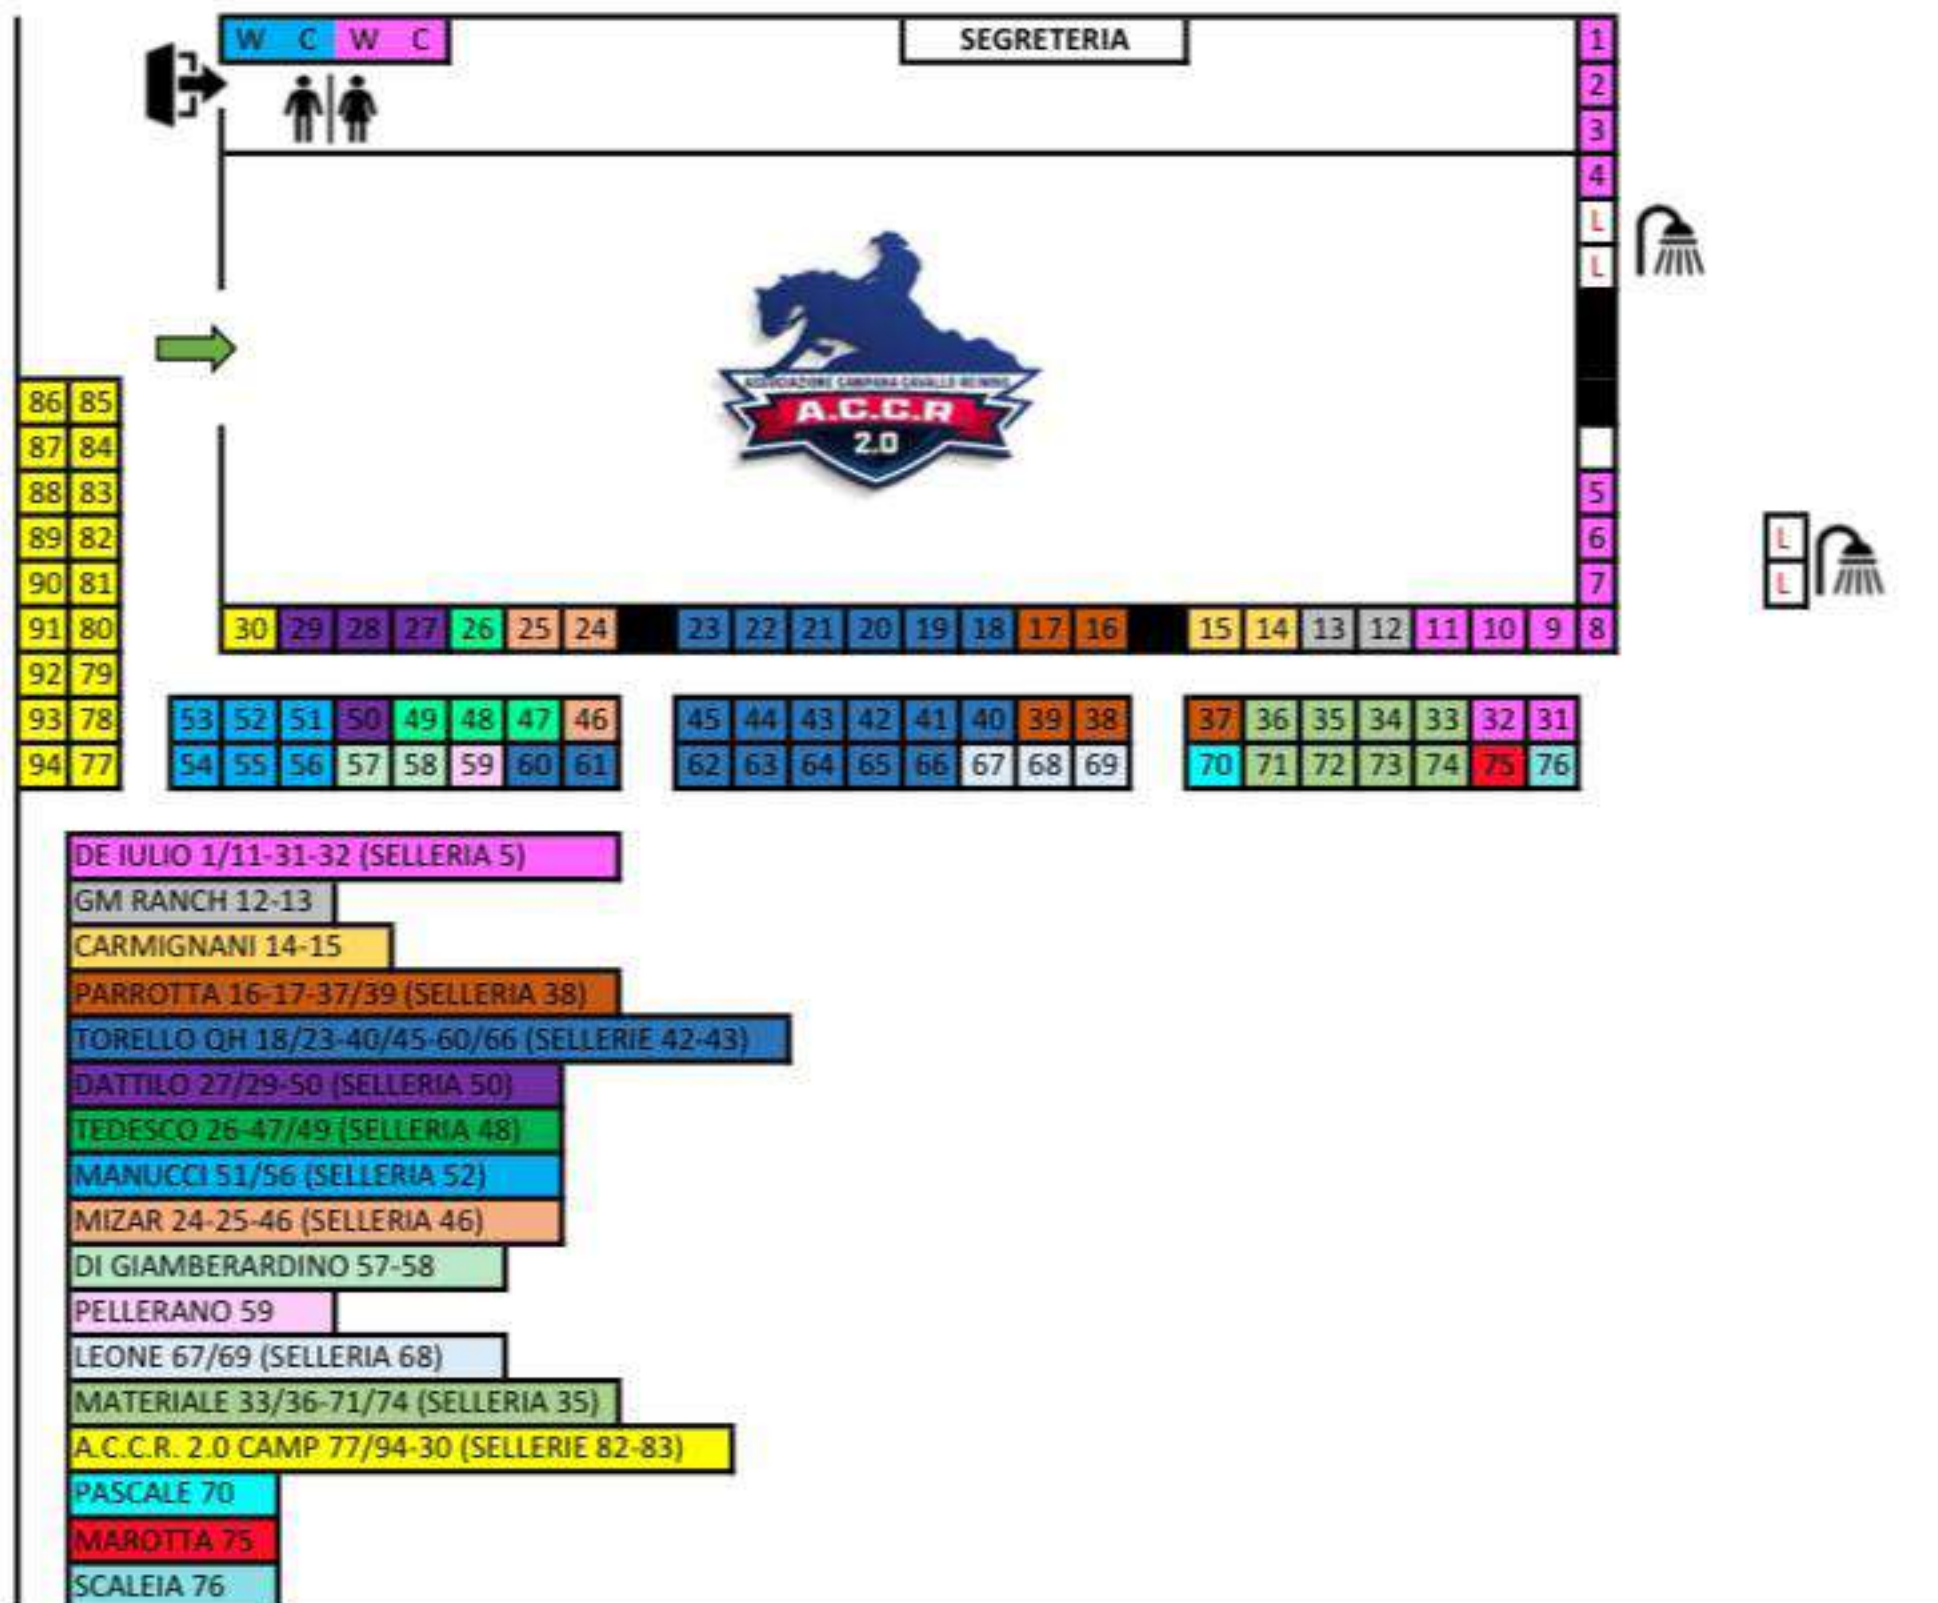 W C W C
SEGRETERIA
1
2
3
4
L
L
ASSOCIAZIONE CAMPANA CAVALLO REINING
A.C.C.R
2.0
86 85
87 84
88 83
89 82
90 81
91 80
92 79
93 78
94 77
5
6
7
L
L
30 29 28 27 26 25 24 23 22 21 20 19 18 17 16 15 14 13 12 11 10 9 8
53 52 51 50 49 48 47 46 45 44 43 42 41 40 39 38 37 36 35 34 33 32 31
54 55 56 57 58 59 60 61 62 63 64 65 66 67 68 69 70 71 72 73 74 75 76
DE IULIO 1/11-31-32 (SELLERIA 5)
GM RANCH 12-13
CARMIGNANI 14-15
PARROTTA 16-17-37/39 (SELLERIA 38)
TORELLO QH 18/23-40/45-60/66 (SELLERIE 42-43)
DATTILO 27/29-50 (SELLERIA 50)
TEDESCO 26-47/49 (SELLERIA 48)
MANUCCI 51/56 (SELLERIA 52)
MIZAR 24-25-46 (SELLERIA 46)
DI GIAMBERARDINO 57-58
PELLERANO 59
LEONE 67/69 (SELLERIA 68)
MATERIALE 33/36-71/74 (SELLERIA 35)
A.C.C.R. 2.0 CAMP 77/94-30 (SELLERIE 82-83)
PASCALE 70
MAROTTA 75
SCALEIA 76